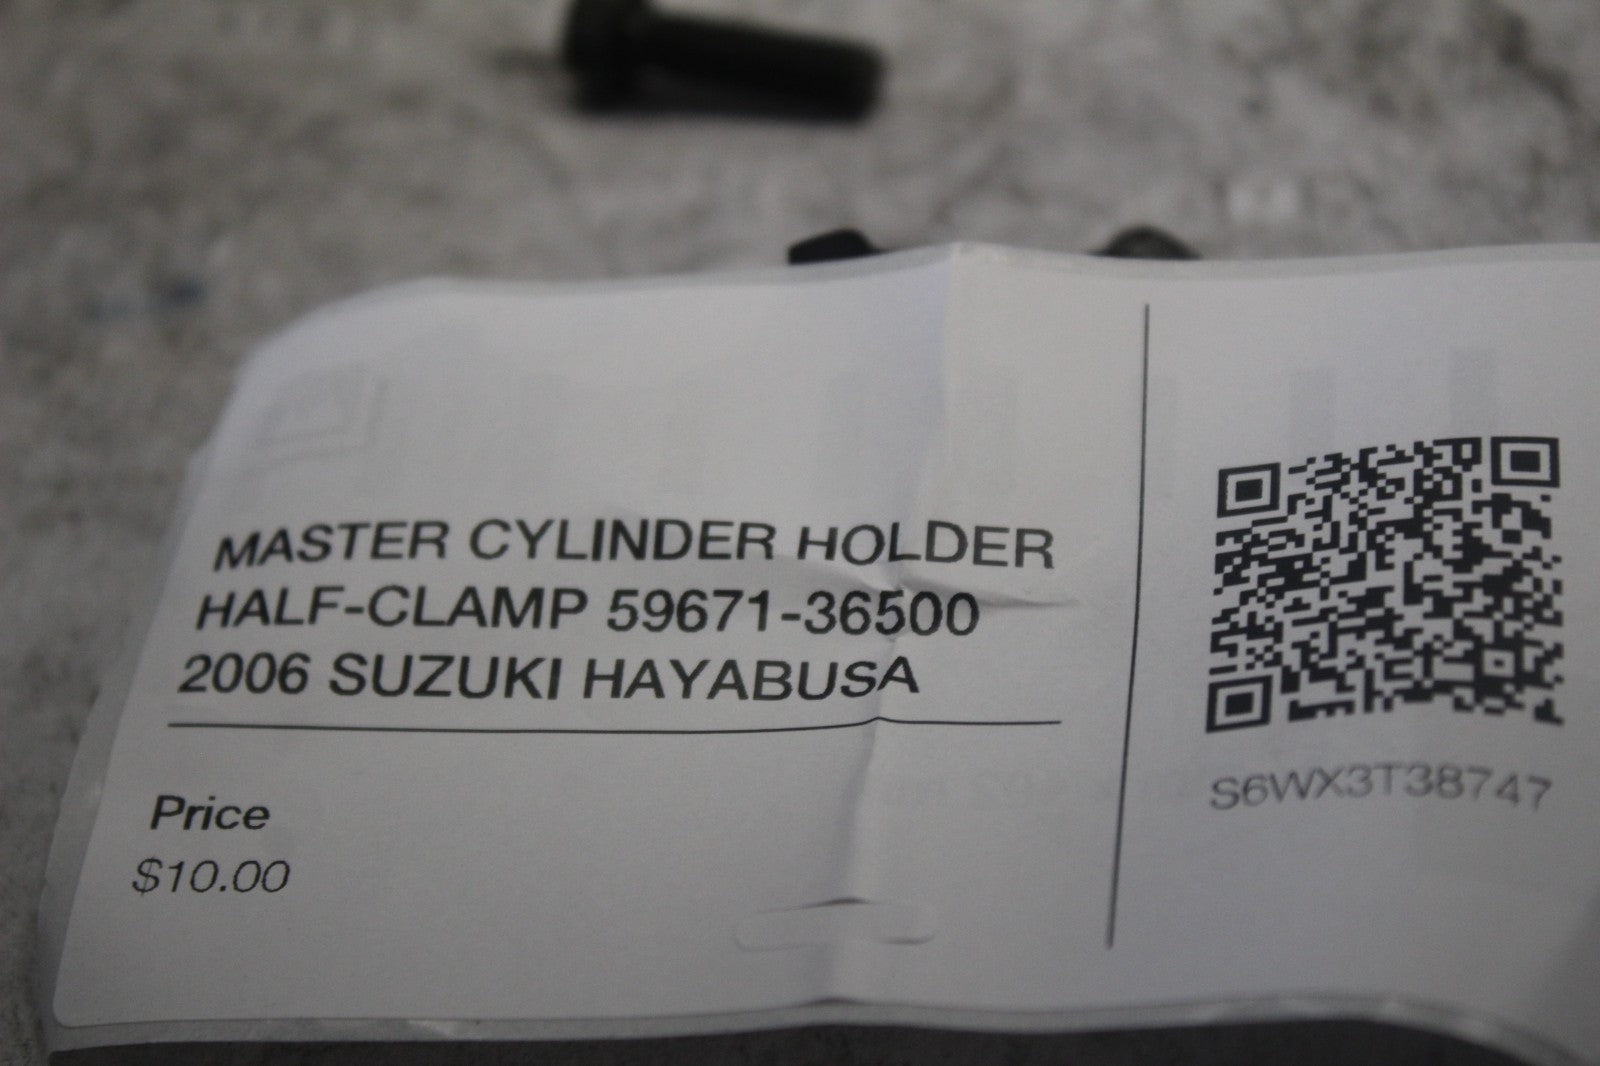 MASTER CYLINDER HOLDER
HALF-CLAMP 59671-36500
2006 SUZUKI HAYABUSA
Price
$10.00
S6WX3T38747